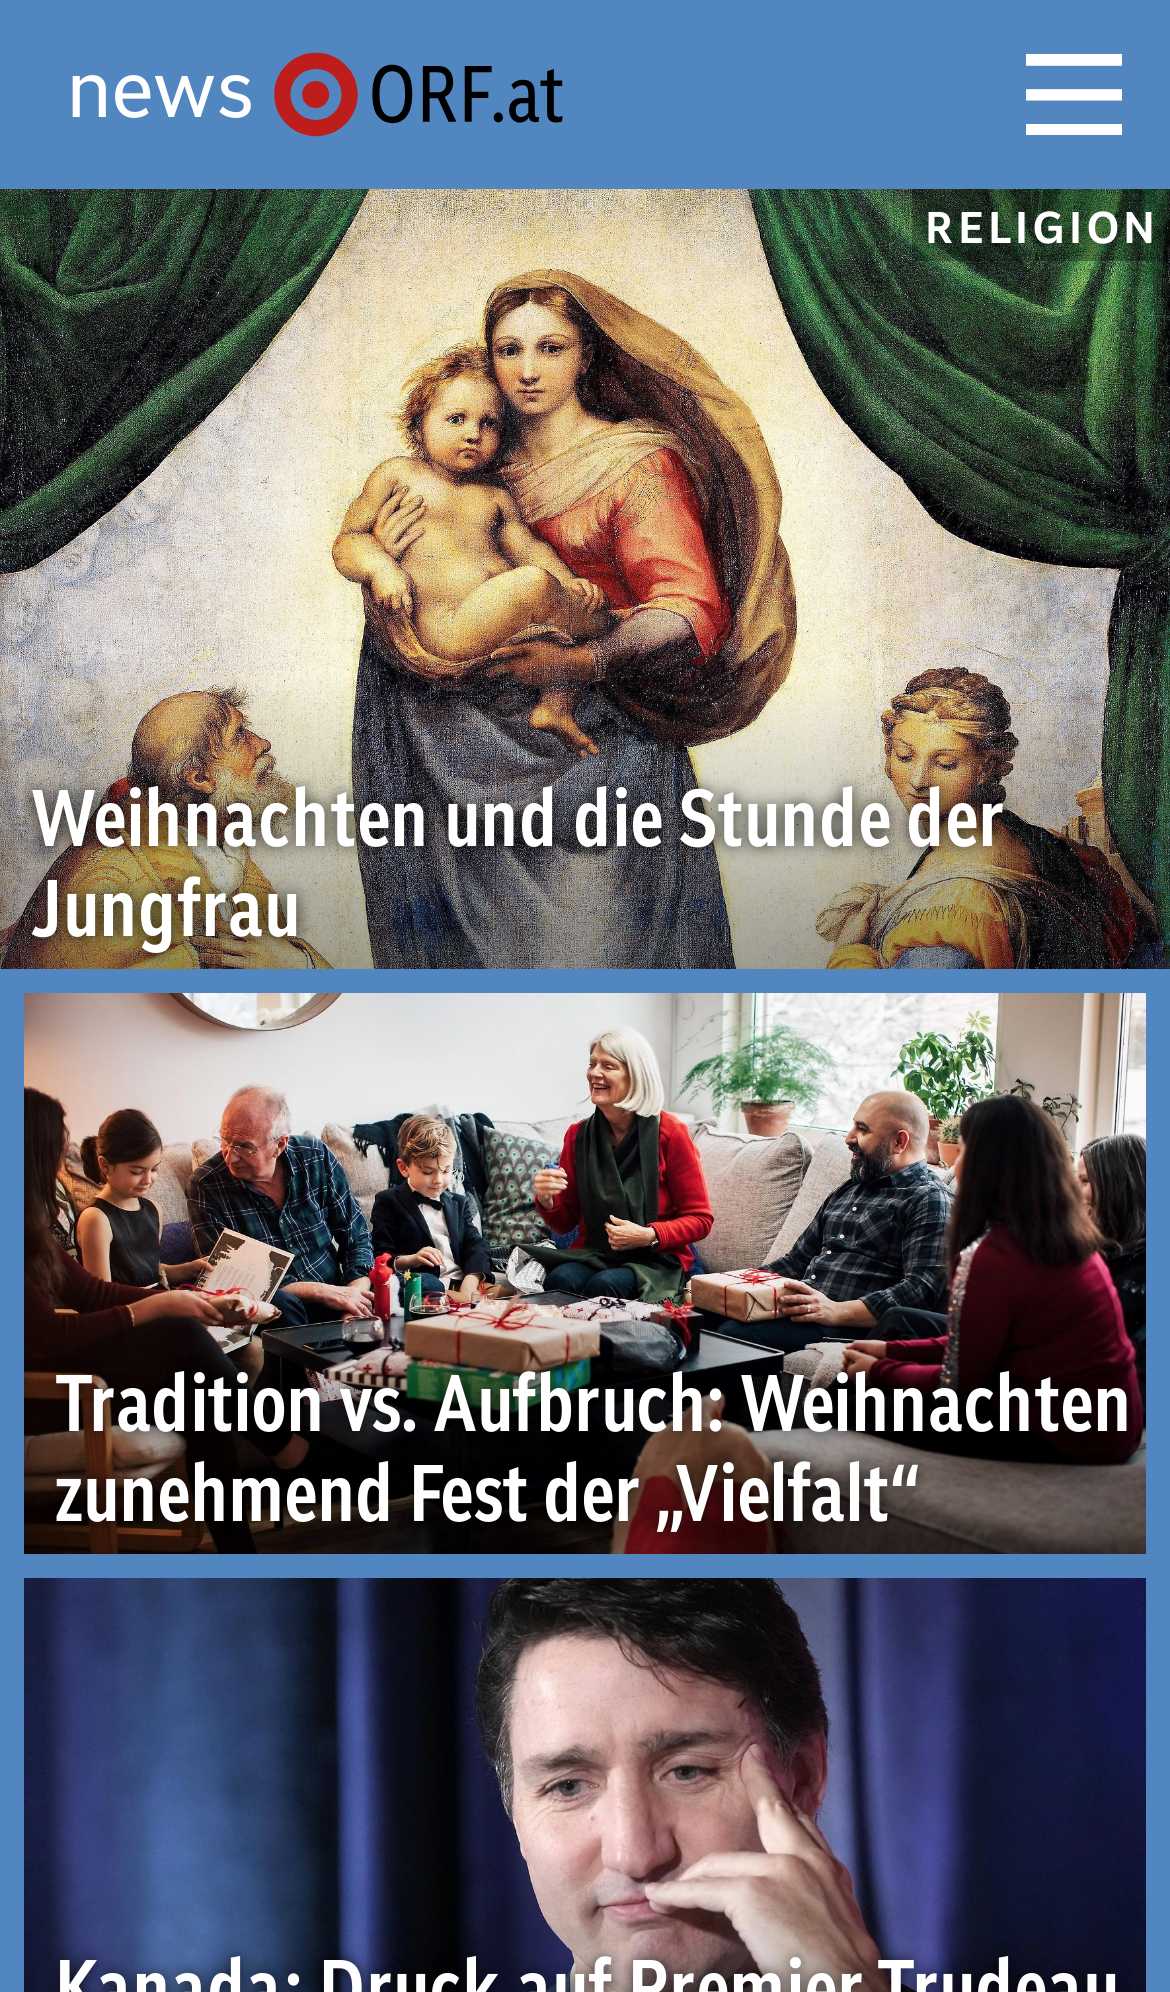 news ORF.at
RELIGION
Weihnachten und die Stunde der
Jungfrau
Tradition vs. Aufbruch: Weihnachten
zunehmend Fest der „Vielfalt“
Kanada: Druck auf Premier Trudeau